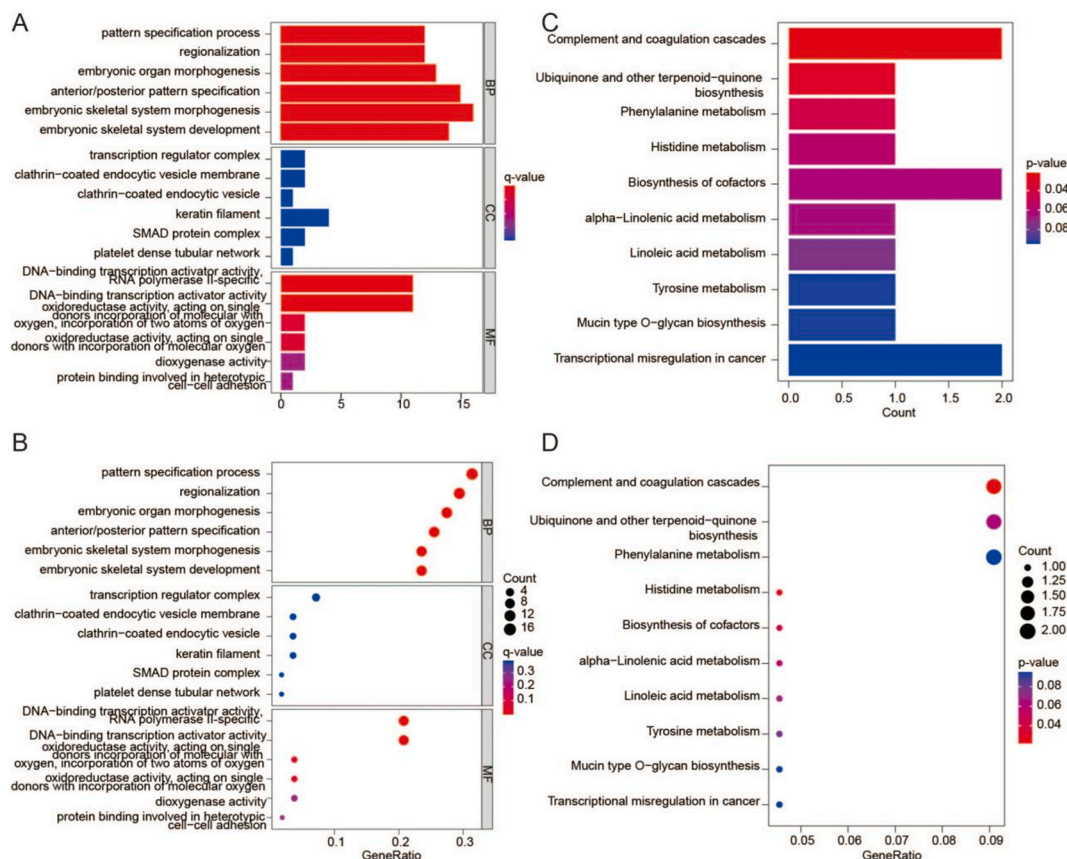 A
pattern specification process
regionalization
embryonic organ morphogenesis
anterior/posterior pattern specification
embryonic skeletal system morphogenesis
embryonic skeletal system development
BP
transcription regulator complex
clathrin-coated endocytic vesicle membrane
clathrin-coated endocytic vesicle
keratin filament
SMAD protein complex
platelet dense tubular network
CC
DNA-binding transcription activator activity,
RNA polymerase II-specific
DNA-binding transcription activator activity
oxidoreductase activity, acting on single
donors incorporation of molecular with
oxygen, incorporation of two atoms of oxygen
oxidoreductase activity, acting on single
donors with incorporation of molecular oxygen
dioxygenase activity
protein binding involved in heterotypic
cell-cell adhesion
MF
0 5 10 15
q-value
B
pattern specification process
regionalization
embryonic organ morphogenesis
anterior/posterior pattern specification
embryonic skeletal system morphogenesis
embryonic skeletal system development
BP
transcription regulator complex
clathrin-coated endocytic vesicle membrane
clathrin-coated endocytic vesicle
keratin filament
SMAD protein complex
platelet dense tubular network
CC
DNA-binding transcription activator activity,
RNA polymerase II-specific
DNA-binding transcription activator activity
oxidoreductase activity, acting on single
donors incorporation of molecular with
oxygen, incorporation of two atoms of oxygen
oxidoreductase activity, acting on single
donors with incorporation of molecular oxygen
dioxygenase activity
protein binding involved in heterotypic
cell-cell adhesion
MF
0.1 0.2 0.3
GeneRatio
Count
4
8
12
16
q-value
0.3
0.2
0.1
C
Complement and coagulation cascades
Ubiquinone and other terpenoid-quinone
biosynthesis
Phenylalanine metabolism
Histidine metabolism
Biosynthesis of cofactors
alpha-Linolenic acid metabolism
Linoleic acid metabolism
Tyrosine metabolism
Mucin type O-glycan biosynthesis
Transcriptional misregulation in cancer
0.0 0.5 1.0 1.5 2.0
Count
p-value
0.04
0.06
0.08
D
Complement and coagulation cascades
Ubiquinone and other terpenoid-quinone
biosynthesis
Phenylalanine metabolism
Histidine metabolism
Biosynthesis of cofactors
alpha-Linolenic acid metabolism
Linoleic acid metabolism
Tyrosine metabolism
Mucin type O-glycan biosynthesis
Transcriptional misregulation in cancer
0.05 0.06 0.07 0.08 0.09
GeneRatio
Count
1.00
1.25
1.50
1.75
2.00
p-value
0.08
0.06
0.04